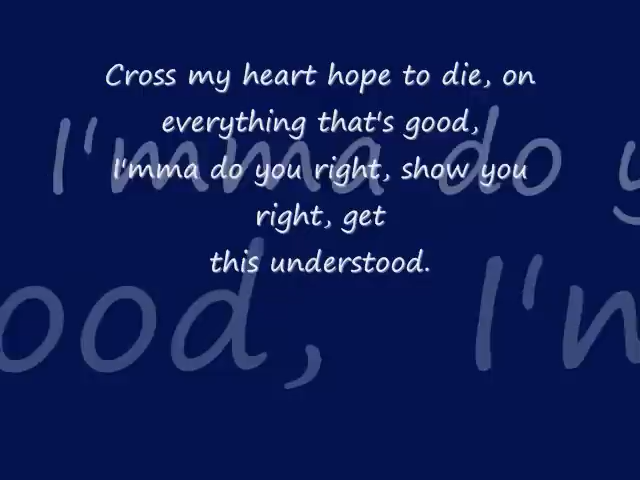 Cross my heart hope to die, on
everything that's good,
I'mma do you right, show you
right, get
this understood.
I'mma do y
ood, I'm